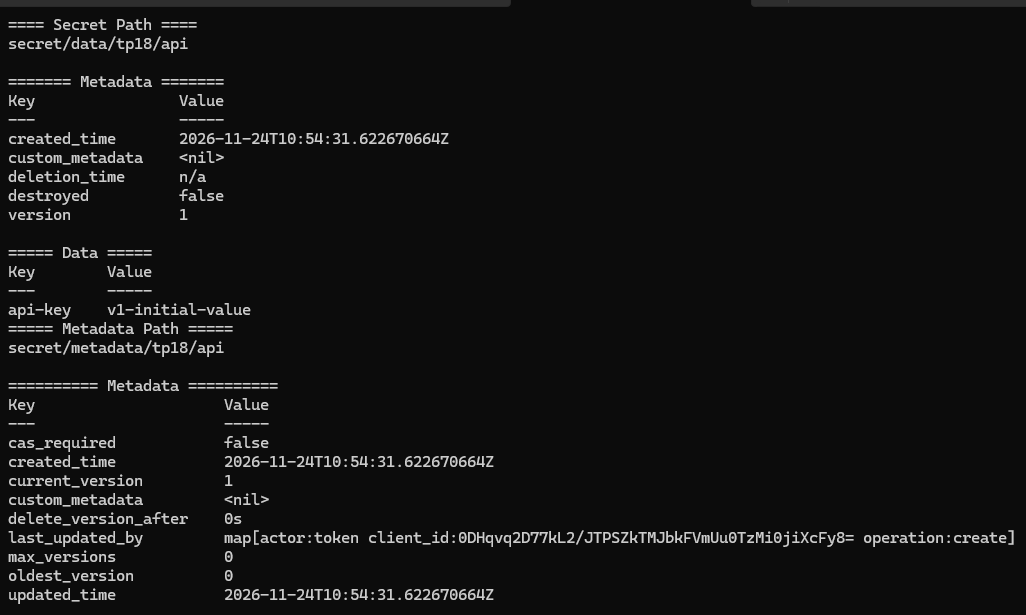 ==== Secret Path ====
secret/data/tp18/api
======= Metadata =======
Key                Value
---                -----
created_time       2026-11-24T10:54:31.622670664Z
custom_metadata    <nil>
deletion_time      n/a
destroyed          false
version            1
===== Data =====
Key        Value
---        -----
api-key    v1-initial-value
===== Metadata Path =====
secret/metadata/tp18/api
========== Metadata ==========
Key                     Value
---                     -----
cas_required            false
created_time            2026-11-24T10:54:31.622670664Z
current_version         1
custom_metadata         <nil>
delete_version_after    0s
last_updated_by         map[actor:token client_id:0DHqvq2D77kL2/JTPSZkTMJbkFVmUu0TzMi0jiXcFy8= operation:create]
max_versions            0
oldest_version          0
updated_time            2026-11-24T10:54:31.622670664Z